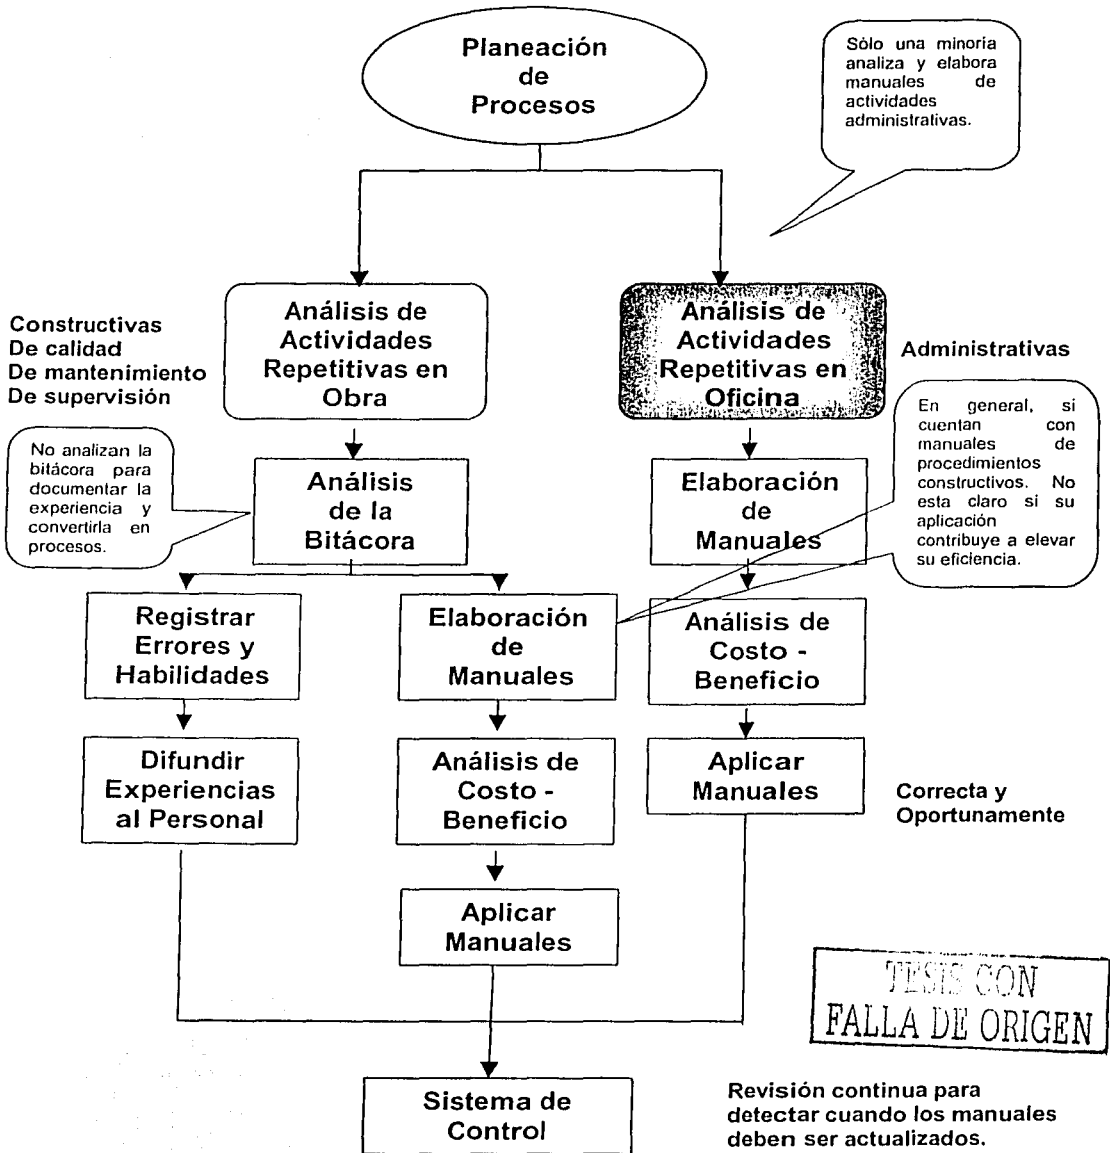 Planeación
de
Procesos
Sólo una minoria
analiza y elabora
manuales de
actividades
administrativas.
Análisis de
Actividades
Repetitivas en
Obra
Análisis de
Actividades
Repetitivas en
Oficina
Constructivas
De calidad
De mantenimiento
De supervisión
Administrativas
No analizan la
bitácora para
documentar la
experiencia y
convertirla en
procesos.
Análisis
de la
Bitácora
Elaboración
de
Manuales
En general, si
cuentan con
manuales de
procedimientos
constructivos. No
esta claro si su
aplicación
contribuye a elevar
su eficiencia.
Registrar
Errores y
Habilidades
Elaboración
de
Manuales
Análisis de
Costo -
Beneficio
Difundir
Experiencias
al Personal
Análisis de
Costo -
Beneficio
Aplicar
Manuales
Correcta y
Oportunamente
Aplicar
Manuales
TESIS CON
FALLA DE ORIGEN
Sistema de
Control
Revisión continua para
detectar cuando los manuales
deben ser actualizados.